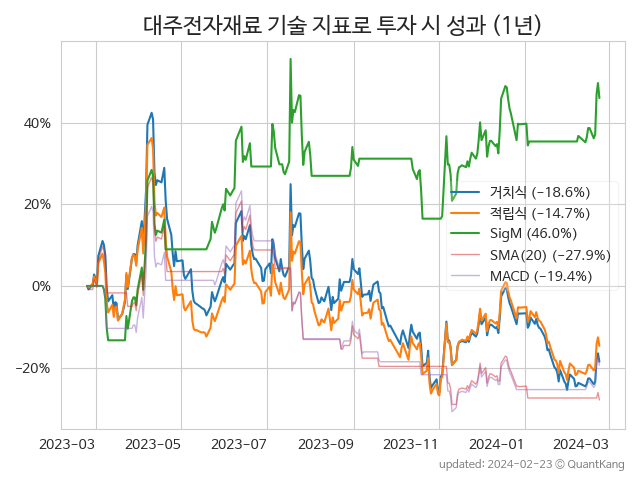 대주전자재료 기술 지표로 투자 시 성과 (1년)
40%
20%
0%
−20%
거치식 (−18.6%)
적립식 (−14.7%)
SigM (46.0%)
SMA(20) (−27.9%)
MACD (−19.4%)
2023-03 2023-05 2023-07 2023-09 2023-11 2024-01 2024-03
updated: 2024-02-23 © QuantKang